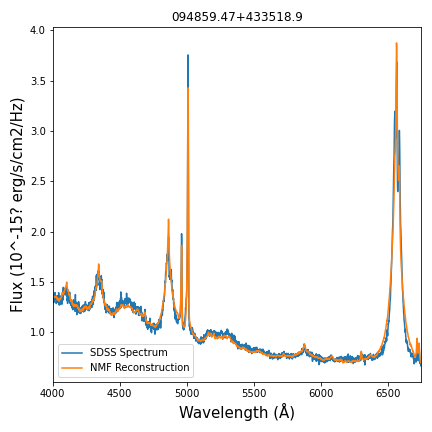 094859.47+433518.9
4.0
3.5
3.0
2.5
2.0
1.5
1.0
Flux (10^-15? erg/s/cm2/Hz)
SDSS Spectrum
NMF Reconstruction
4000 4500 5000 5500 6000 6500
Wavelength (Å)